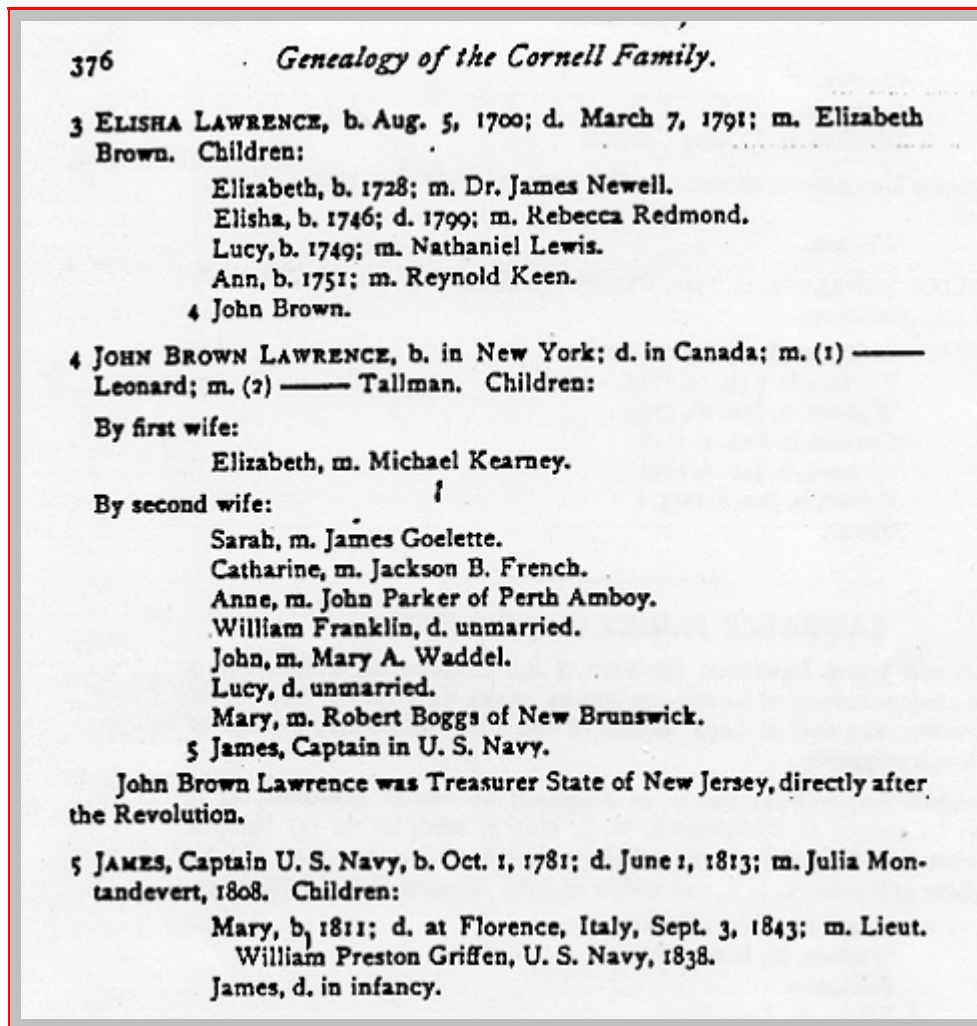 376 Genealogy of the Cornell Family.
3 ELISHA LAWRENCE, b. Aug. 5, 1700; d. March 7, 1791; m. Elizabeth
Brown. Children:
Elizabeth, b. 1728; m. Dr. James Newell.
Elisha, b. 1746; d. 1799; m. Rebecca Redmond.
Lucy, b. 1749; m. Nathaniel Lewis.
Ann, b. 1751; m. Reynold Keen.
4 John Brown.
4 JOHN BROWN LAWRENCE, b. in New York; d. in Canada; m. (1) ——
Leonard; m. (2) —— Tallman. Children:
By first wife:
Elizabeth, m. Michael Kearney.
By second wife:
Sarah, m. James Goelette.
Catharine, m. Jackson B. French.
Anne, m. John Parker of Perth Amboy.
William Franklin, d. unmarried.
John, m. Mary A. Waddel.
Lucy, d. unmarried.
Mary, m. Robert Boggs of New Brunswick.
5 James, Captain in U. S. Navy.
John Brown Lawrence was Treasurer State of New Jersey, directly after
the Revolution.
5 JAMES, Captain U. S. Navy, b. Oct. 1, 1781; d. June 1, 1813; m. Julia Mon-
tandevert, 1808. Children:
Mary, b. 1811; d. at Florence, Italy, Sept. 3, 1843; m. Lieut.
William Preston Griffen, U. S. Navy, 1838.
James, d. in infancy.